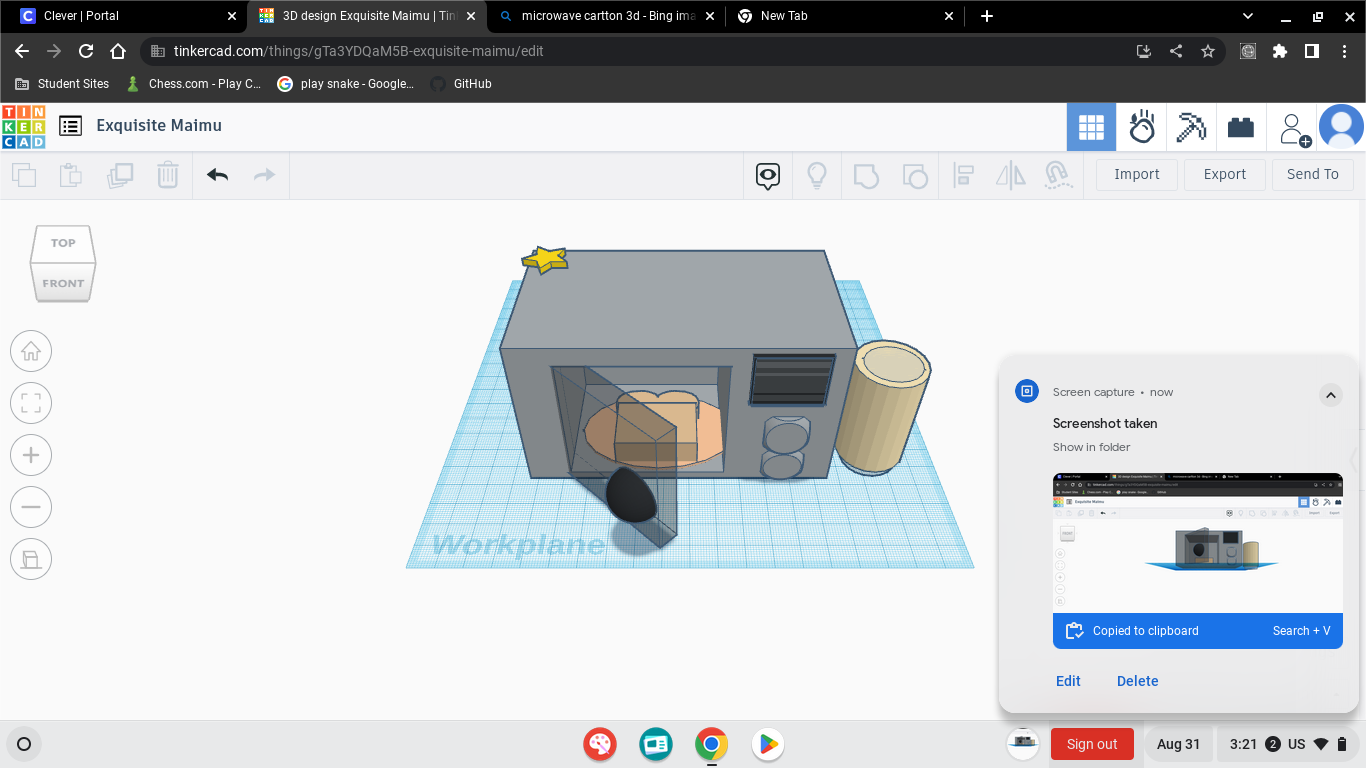 Clever | Portal
3D design Exquisite Maimu | Tin
microwave cartton 3d - Bing ima
New Tab
tinkercad.com/things/gTa3YDQaM5B-exquisite-maimu/edit
Student Sites
Chess.com - Play C...
play snake - Google...
GitHub
TIN
KER
CAD
Exquisite Maimu
Import
Export
Send To
TOP
FRONT
Workplane
Screen capture • now
Screenshot taken
Show in folder
Copied to clipboard
Search + V
Edit
Delete
Sign out
Aug 31
3:21
2
US